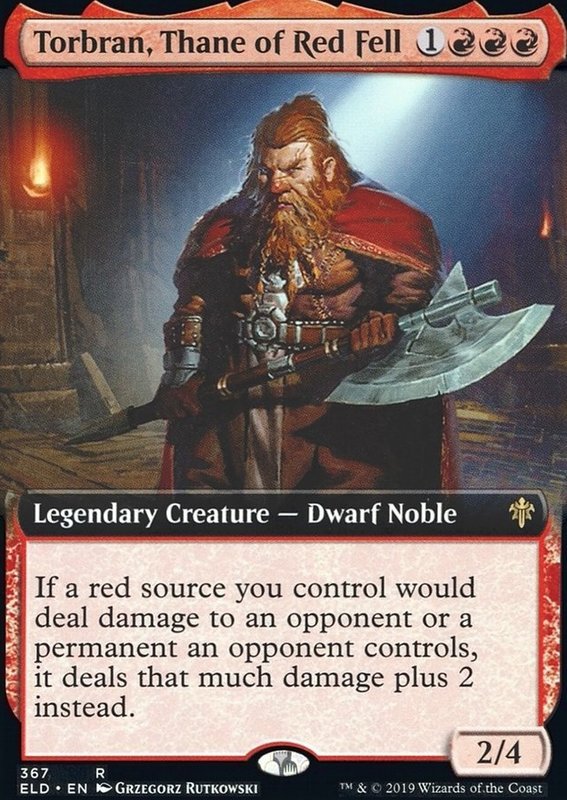 Torbran, Thane of Red Fell 1
Legendary Creature — Dwarf Noble
If a red source you control would
deal damage to an opponent or a
permanent an opponent controls,
it deals that much damage plus 2
instead.
2/4
367 R
ELD • EN GRZEGORZ RUTKOWSKI
™ & © 2019 Wizards of the Coast